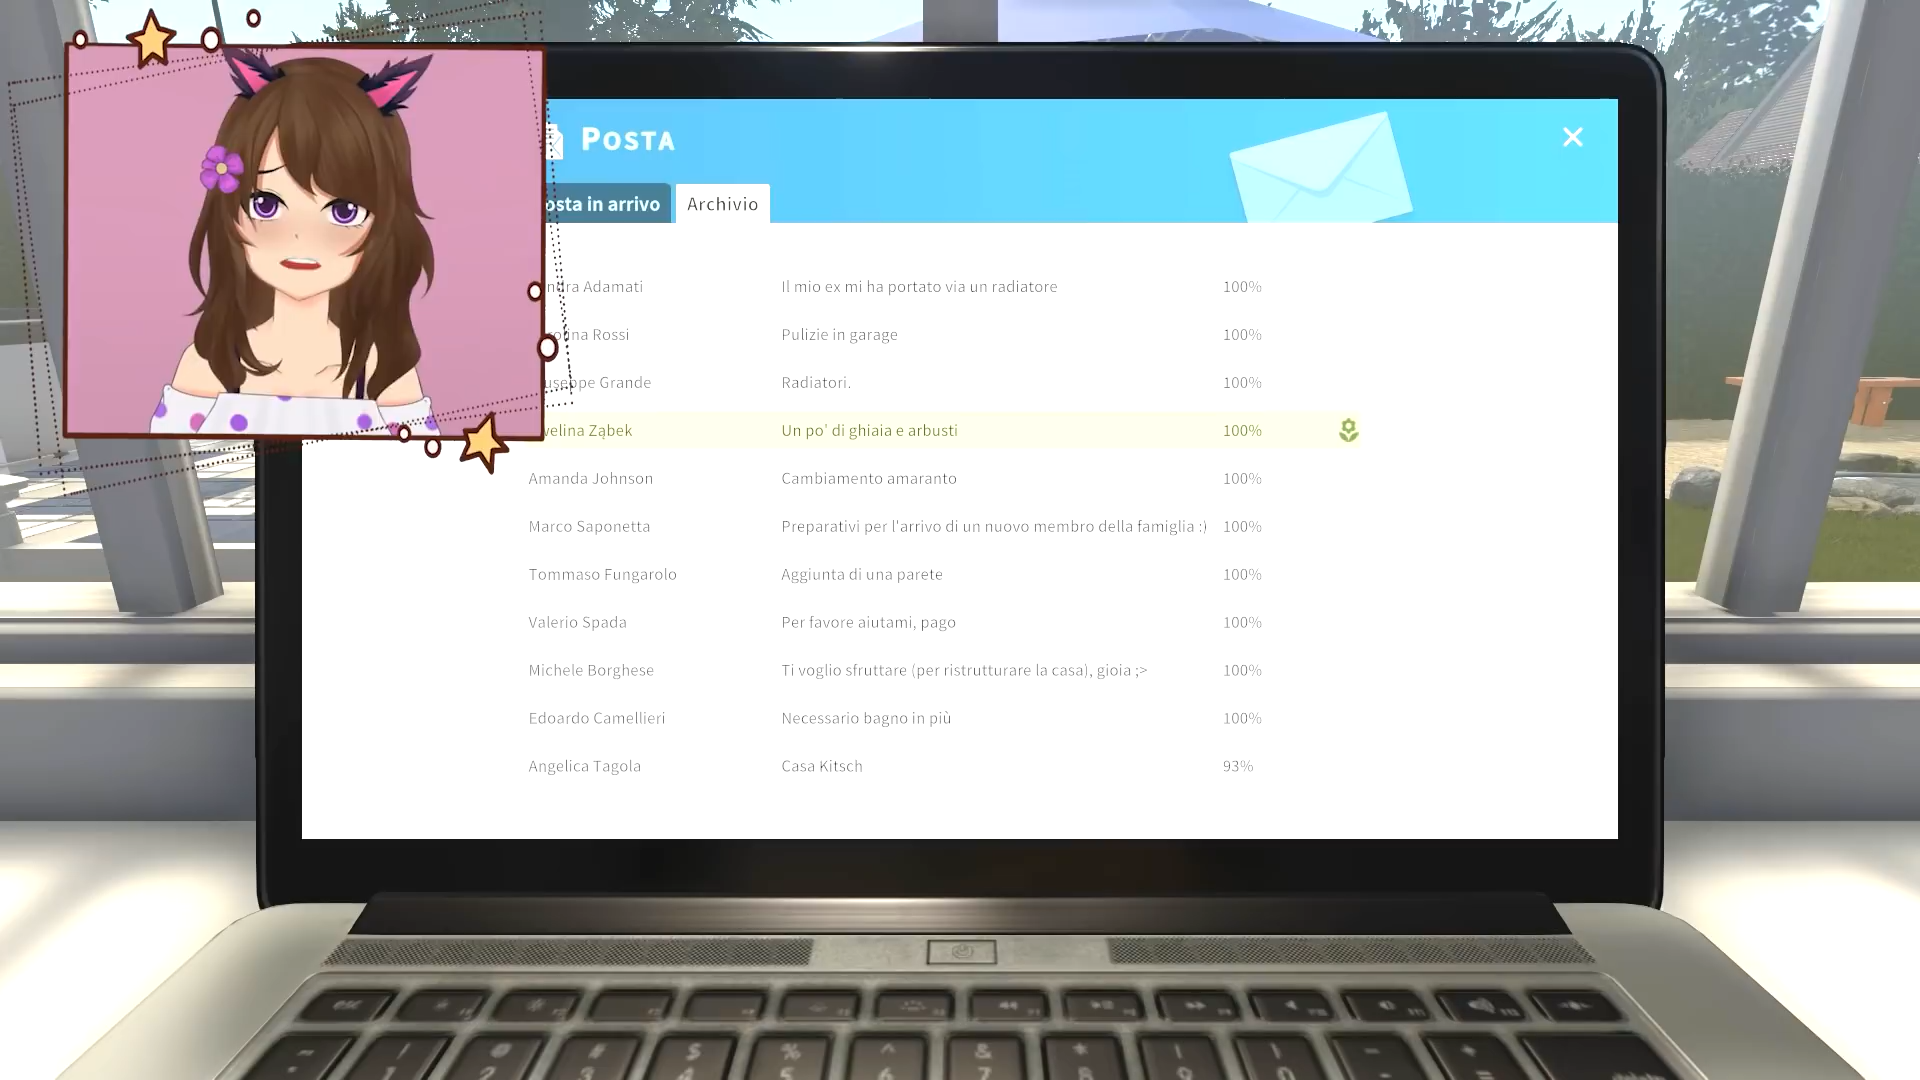 Posta
osta in arrivo Archivio
Adamati Il mio ex mi ha portato via un radiatore 100%
Rossi Pulizie in garage 100%
Grande Radiatori. 100%
velina Ząbek Un po' di ghiaia e arbusti 100%
Amanda Johnson Cambiamento amaranto 100%
Marco Saponetta Preparativi per l'arrivo di un nuovo membro della famiglia :) 100%
Tommaso Fungarolo Aggiunta di una parete 100%
Valerio Spada Per favore aiutami, pago 100%
Michele Borghese Ti voglio sfruttare (per ristrutturare la casa), gioia ;> 100%
Edoardo Camellieri Necessario bagno in più 100%
Angelica Tagola Casa Kitsch 93%
esc